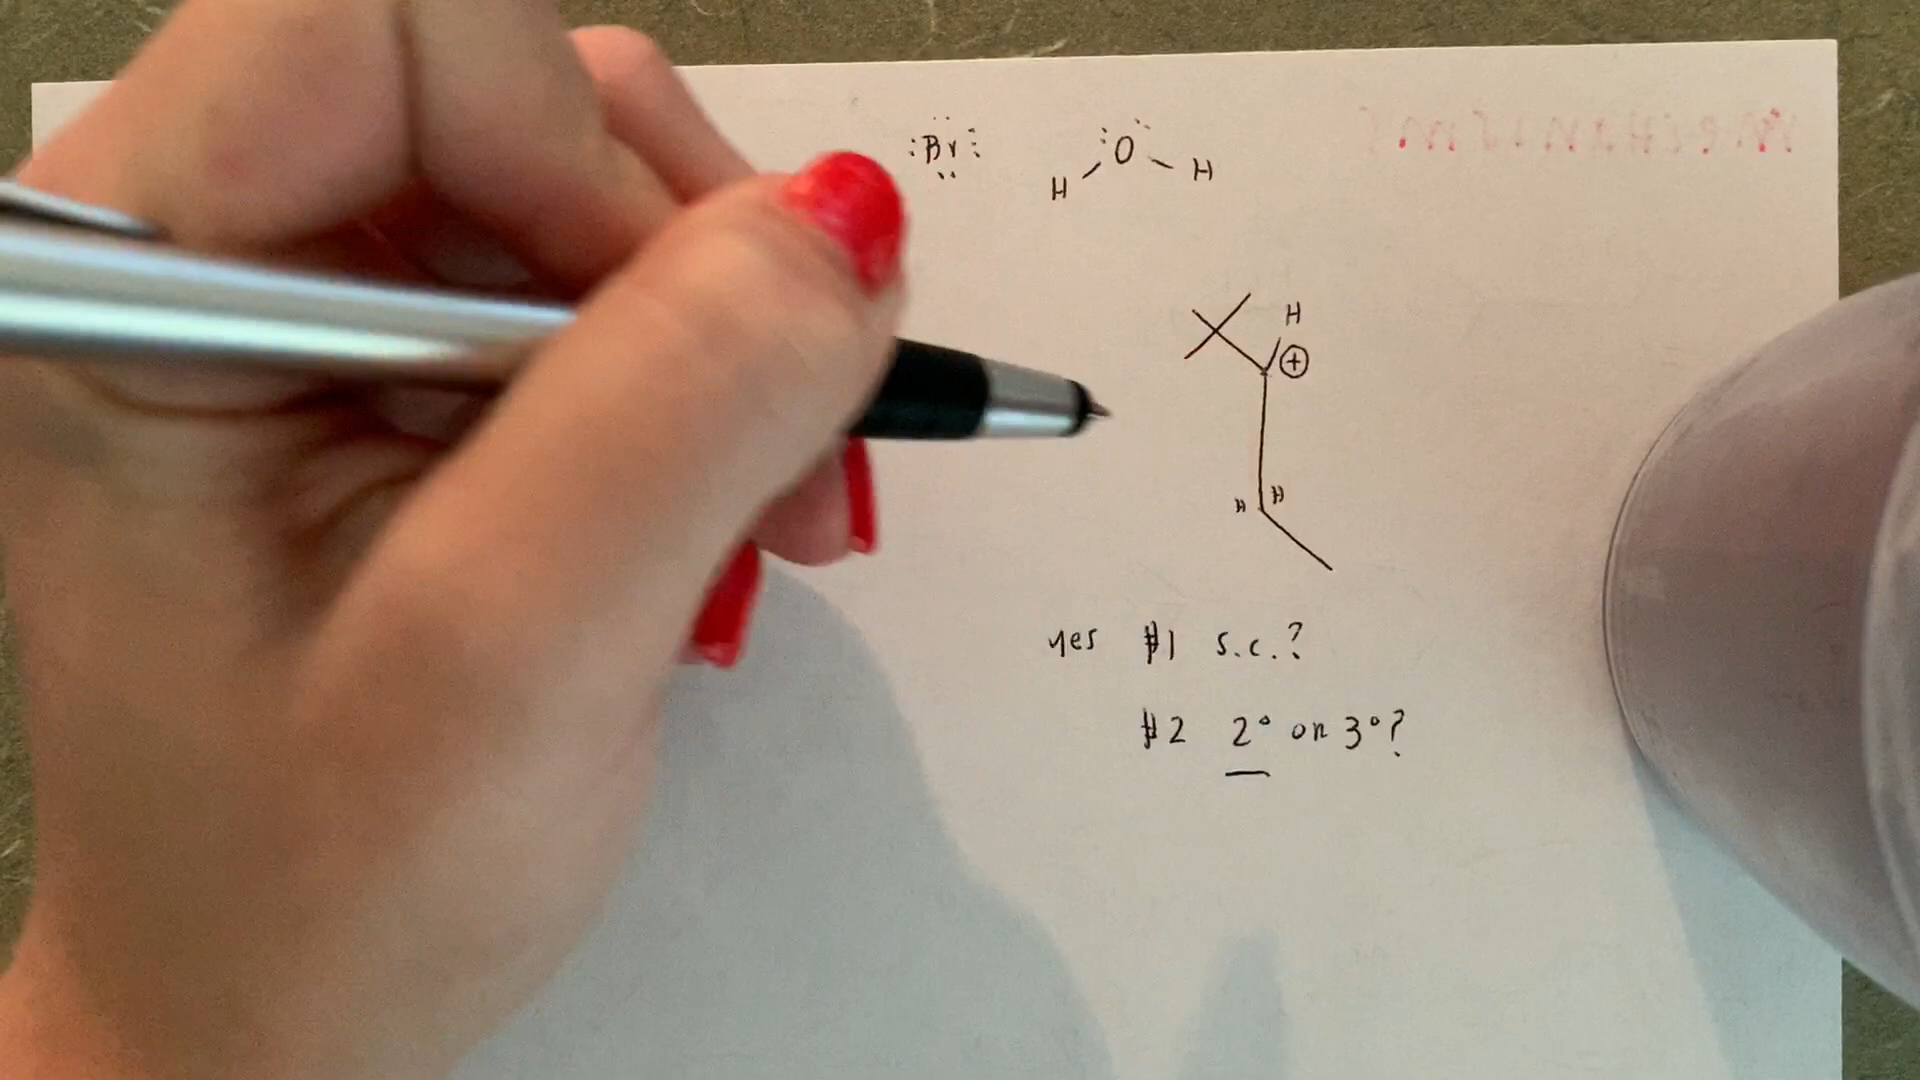 :Br: H O H
H
⊕
H H
yes #1 s.c.?
#2 2° or 3°?